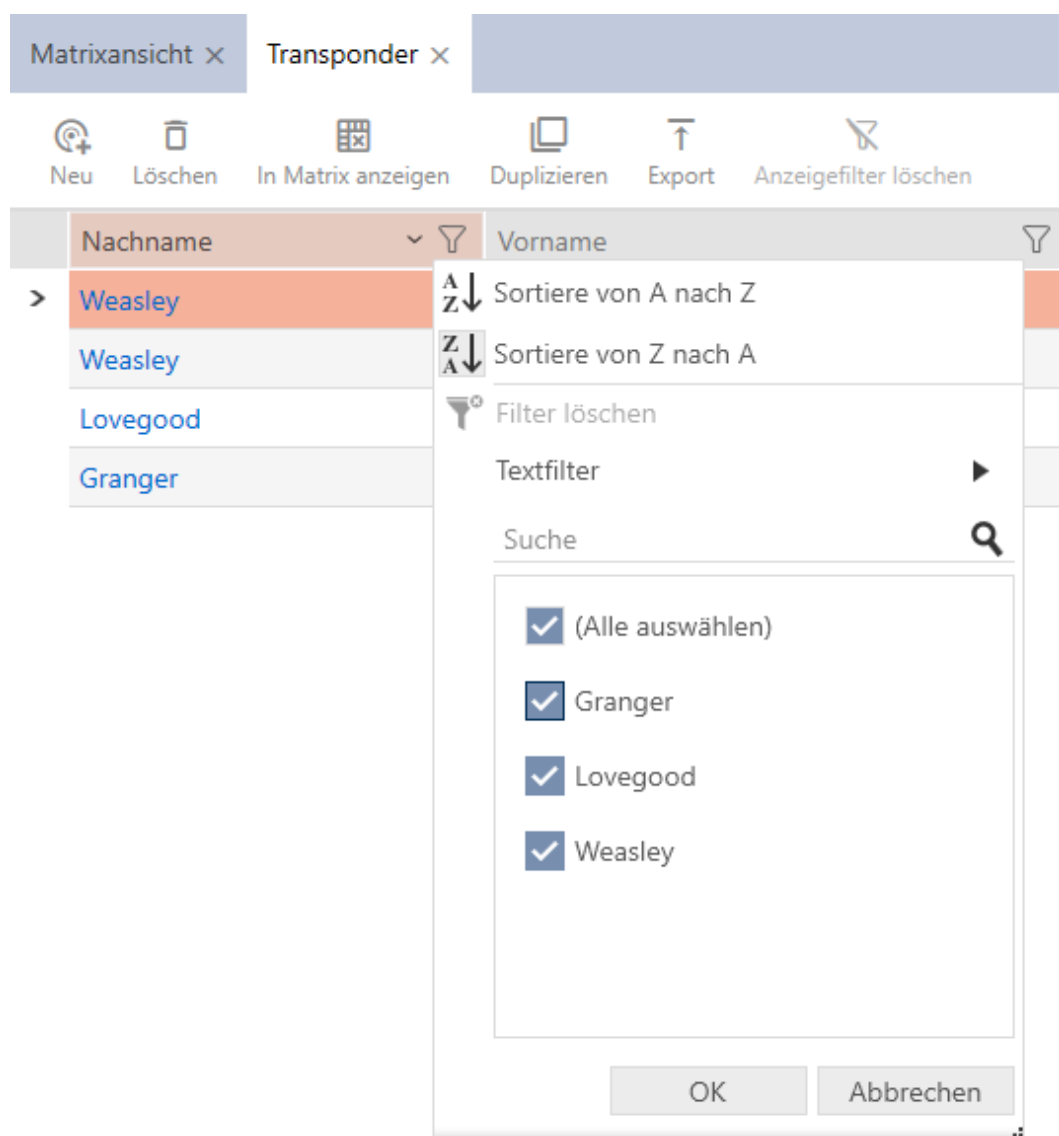 Matrixansicht Transponder
Neu Löschen In Matrix anzeigen Duplizieren Export Anzeigefilter löschen
Nachname Vorname
Weasley
Weasley
Lovegood
Granger
Sortiere von A nach Z
Sortiere von Z nach A
Filter löschen
Textfilter
Suche
(Alle auswählen)
Granger
Lovegood
Weasley
OK Abbrechen